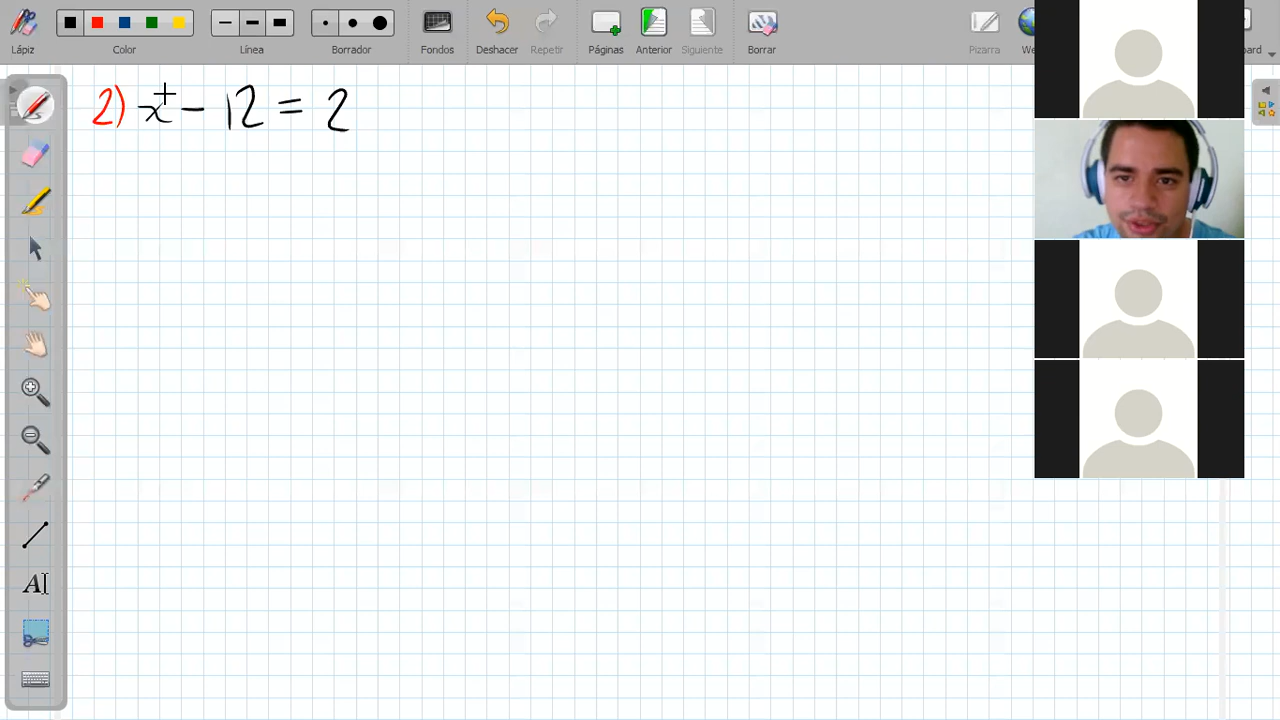 Lápiz Color Línea Borrador Fondos Deshacer Repetir Páginas Anterior Siguiente Borrar Pizarra
2) x - 12 = 2
A